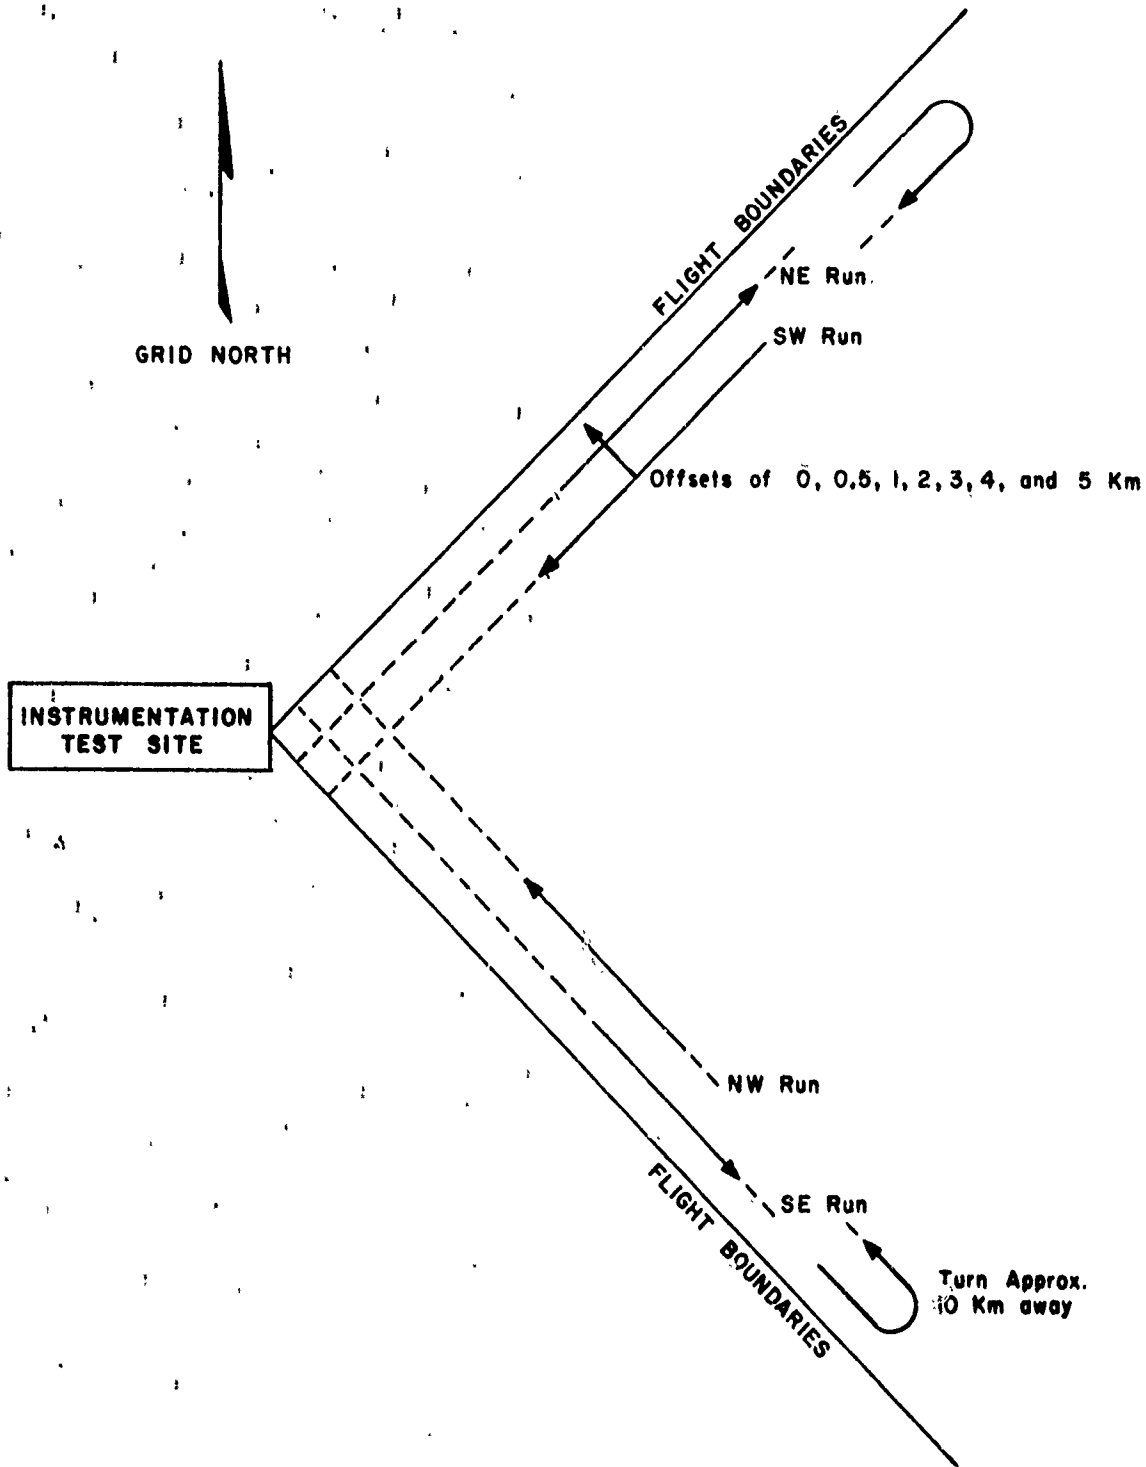 FLIGHT BOUNDARIES
NE Run
SW Run
GRID NORTH
Offsets of 0, 0.5, 1, 2, 3, 4, and 5 Km
INSTRUMENTATION
TEST SITE
NW Run
SE Run
FLIGHT BOUNDARIES
Turn Approx.
10 Km away